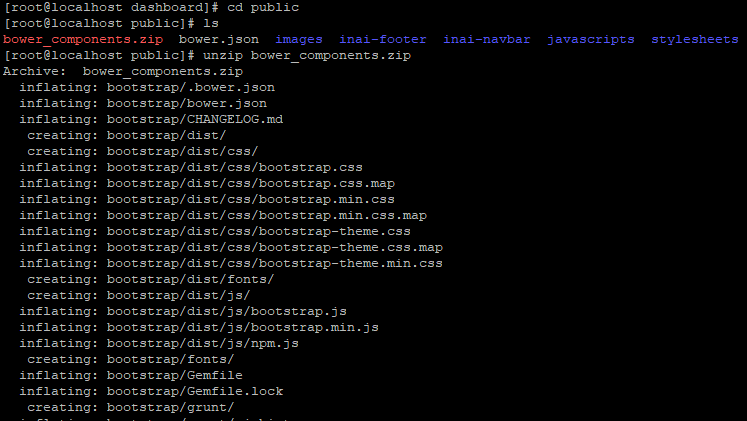 [root@localhost dashboard]# cd public
[root@localhost public]# ls
bower_components.zip  bower.json  images  inai-footer  inai-navbar  javascripts  stylesheets
[root@localhost public]# unzip bower_components.zip
Archive:  bower_components.zip
  inflating: bootstrap/.bower.json
  inflating: bootstrap/bower.json
  inflating: bootstrap/CHANGELOG.md
   creating: bootstrap/dist/
   creating: bootstrap/dist/css/
  inflating: bootstrap/dist/css/bootstrap.css
  inflating: bootstrap/dist/css/bootstrap.css.map
  inflating: bootstrap/dist/css/bootstrap.min.css
  inflating: bootstrap/dist/css/bootstrap.min.css.map
  inflating: bootstrap/dist/css/bootstrap-theme.css
  inflating: bootstrap/dist/css/bootstrap-theme.css.map
  inflating: bootstrap/dist/css/bootstrap-theme.min.css
   creating: bootstrap/dist/fonts/
   creating: bootstrap/dist/js/
  inflating: bootstrap/dist/js/bootstrap.js
  inflating: bootstrap/dist/js/bootstrap.min.js
  inflating: bootstrap/dist/js/npm.js
   creating: bootstrap/fonts/
  inflating: bootstrap/Gemfile
  inflating: bootstrap/Gemfile.lock
   creating: bootstrap/grunt/